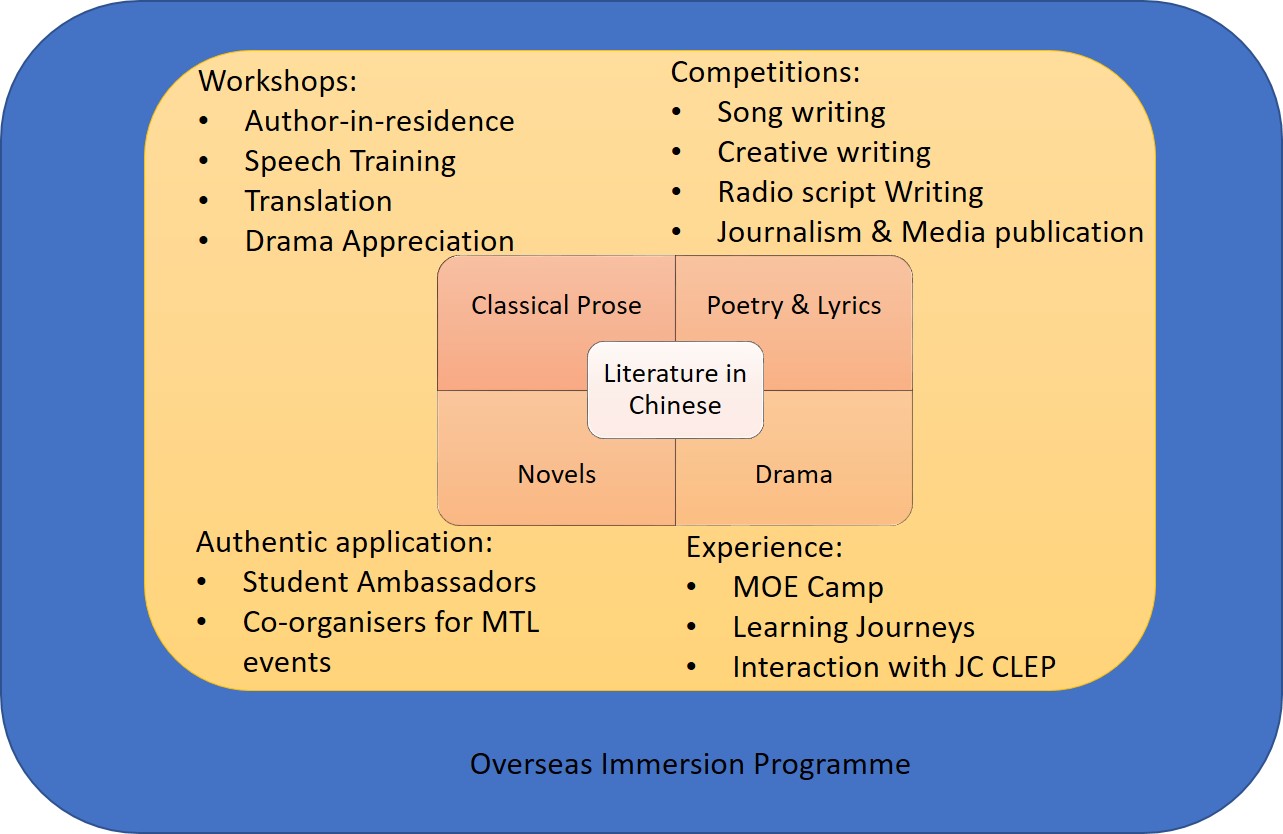 Workshops:
• Author-in-residence
• Speech Training
• Translation
• Drama Appreciation
Competitions:
• Song writing
• Creative writing
• Radio script Writing
• Journalism & Media publication
Classical Prose
Poetry & Lyrics
Literature in
Chinese
Novels
Drama
Authentic application:
• Student Ambassadors
• Co-organisers for MTL
events
Experience:
• MOE Camp
• Learning Journeys
• Interaction with JC CLEP
Overseas Immersion Programme